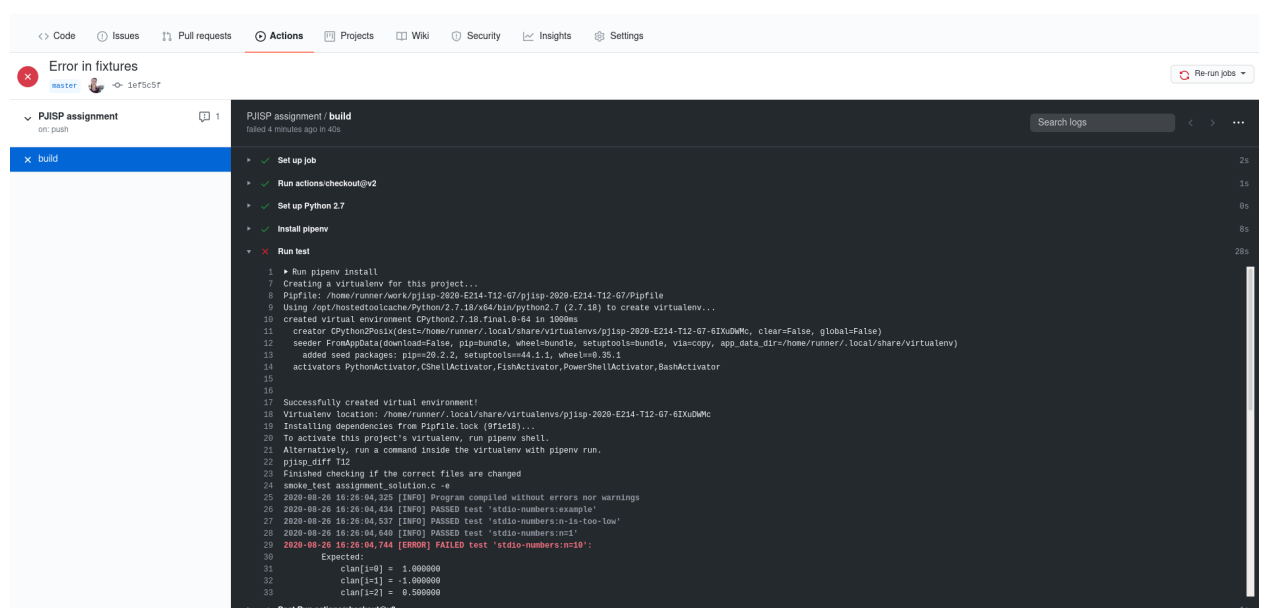 Code Issues Pull requests Actions Projects Wiki Security Insights Settings
Error in fixtures
master 1ef5c5f
Re-run jobs
PJISP assignment 1
on: push
build
PJISP assignment / build
failed 4 minutes ago in 40s
Search logs
Set up job 2s
Run actions/checkout@v2 1s
Set up Python 2.7 0s
Install pipenv 8s
Run test 28s
1 Run pipenv install
7 Creating a virtualenv for this project...
8 Pipfile: /home/runner/work/pjisp-2020-E214-T12-G7/pjisp-2020-E214-T12-G7/Pipfile
9 Using /opt/hostedtoolcache/Python/2.7.18/x64/bin/python2.7 (2.7.18) to create virtualenv...
10 created virtual environment CPython2.7.18.final.0-64 in 1000ms
11 creator CPython2Posix(dest=/home/runner/.local/share/virtualenvs/pjisp-2020-E214-T12-G7-6IXuDWMc, clear=False, global=False)
12 seeder FromAppData(download=False, pip=bundle, wheel=bundle, setuptools=bundle, via=copy, app_data_dir=/home/runner/.local/share/virtualenv)
13 added seed packages: pip==20.2.2, setuptools==44.1.1, wheel==0.35.1
14 activators PythonActivator,CShellActivator,FishActivator,PowerShellActivator,BashActivator
15
16
17 Successfully created virtual environment!
18 Virtualenv location: /home/runner/.local/share/virtualenvs/pjisp-2020-E214-T12-G7-6IXuDWMc
19 Installing dependencies from Pipfile.lock (9f1e18)...
20 To activate this project's virtualenv, run pipenv shell.
21 Alternatively, run a command inside the virtualenv with pipenv run.
22 pjisp_diff T12
23 Finished checking if the correct files are changed
24 smoke_test assignment_solution.c -e
25 2020-08-26 16:26:04,325 [INFO] Program compiled without errors nor warnings
26 2020-08-26 16:26:04,434 [INFO] PASSED test 'stdio-numbers:example'
27 2020-08-26 16:26:04,537 [INFO] PASSED test 'stdio-numbers:n-is-too-low'
28 2020-08-26 16:26:04,640 [INFO] PASSED test 'stdio-numbers:n=1'
29 2020-08-26 16:26:04,744 [ERROR] FAILED test 'stdio-numbers:n=10':
30 Expected:
31 clan[i=0] = 1.000000
32 clan[i=1] = -1.000000
33 clan[i=2] = 0.500000